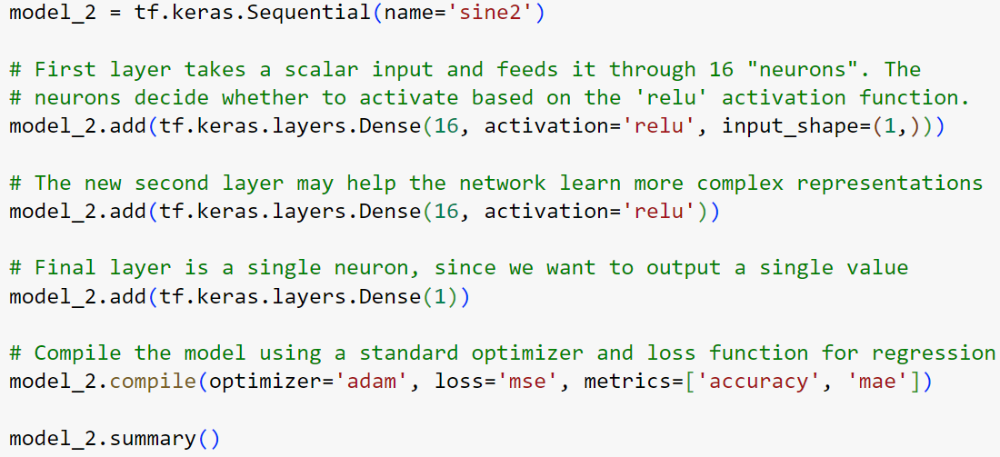 model_2 = tf.keras.Sequential(name='sine2')
# First layer takes a scalar input and feeds it through 16 "neurons". The
# neurons decide whether to activate based on the 'relu' activation function.
model_2.add(tf.keras.layers.Dense(16, activation='relu', input_shape=(1,)))
# The new second layer may help the network learn more complex representations
model_2.add(tf.keras.layers.Dense(16, activation='relu'))
# Final layer is a single neuron, since we want to output a single value
model_2.add(tf.keras.layers.Dense(1))
# Compile the model using a standard optimizer and loss function for regression
model_2.compile(optimizer='adam', loss='mse', metrics=['accuracy', 'mae'])
model_2.summary()